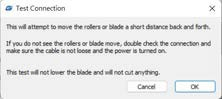 Test Connection
This will attempt to move the rollers or blade a short distance back and forth.
If you do not see the rollers or blade move, double check the connection and
make sure the cable is not loose and the power is turned on.
This test will not lower the blade and will not cut anything.
Cancel
OK